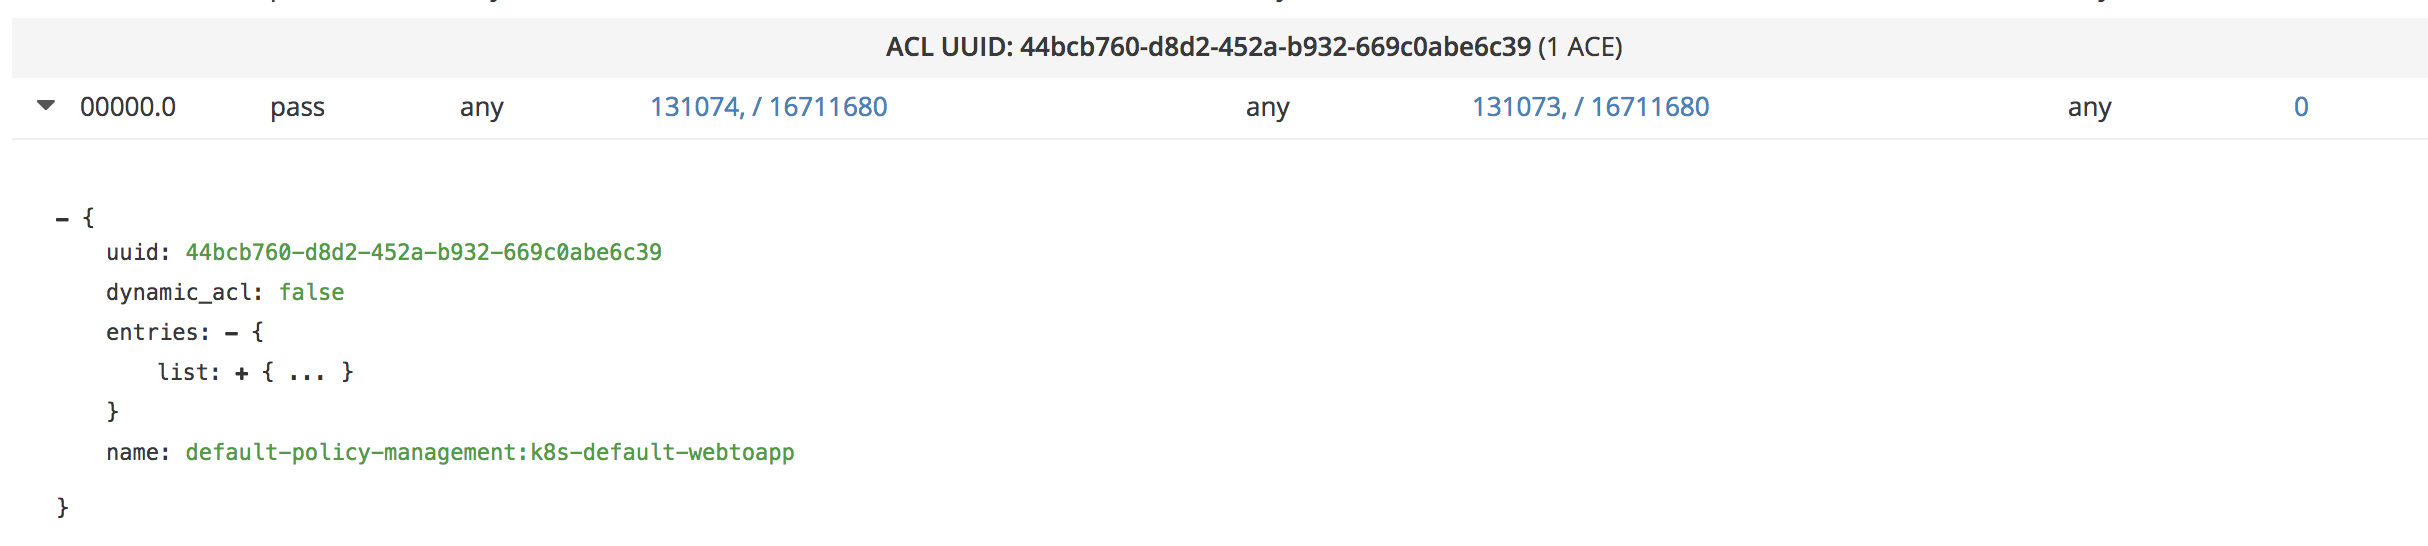 ACL UUID: 44bcb760-d8d2-452a-b932-669c0abe6c39 (1 ACE)
00000.0 pass any 131074, / 16711680 any 131073, / 16711680 any 0
− {
uuid: 44bcb760-d8d2-452a-b932-669c0abe6c39
dynamic_acl: false
entries: − {
list: + { ... }
}
name: default-policy-management:k8s-default-webtoapp
}